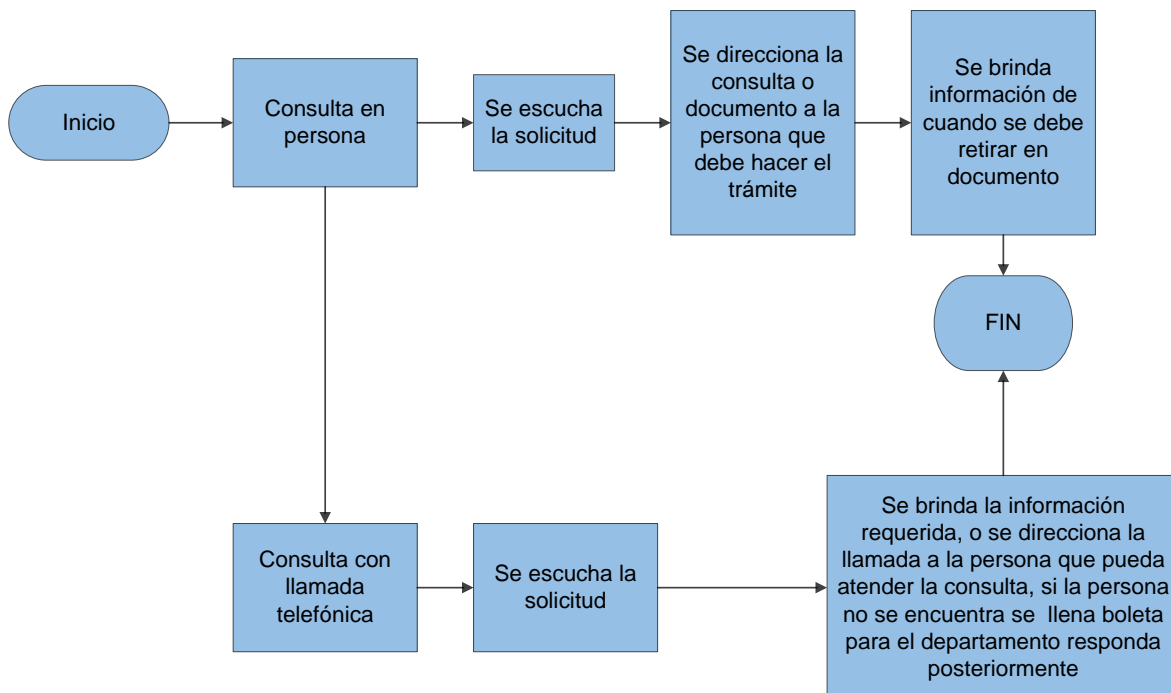 Inicio
Consulta en
persona
Se escucha
la solicitud
Se direciona la
consulta o
documento a la
persona que
debe hacer el
trámite
Se brinda
información de
cuando se debe
retirar en
documento
FIN
Consulta con
llamada
telefónica
Se escucha la
solicitud
Se brinda la información
requerida, o se direcciona la
llamada a la persona que pueda
atender la consulta, si la persona
no se encuentra se  llena boleta
para el departamento responda
posteriormente